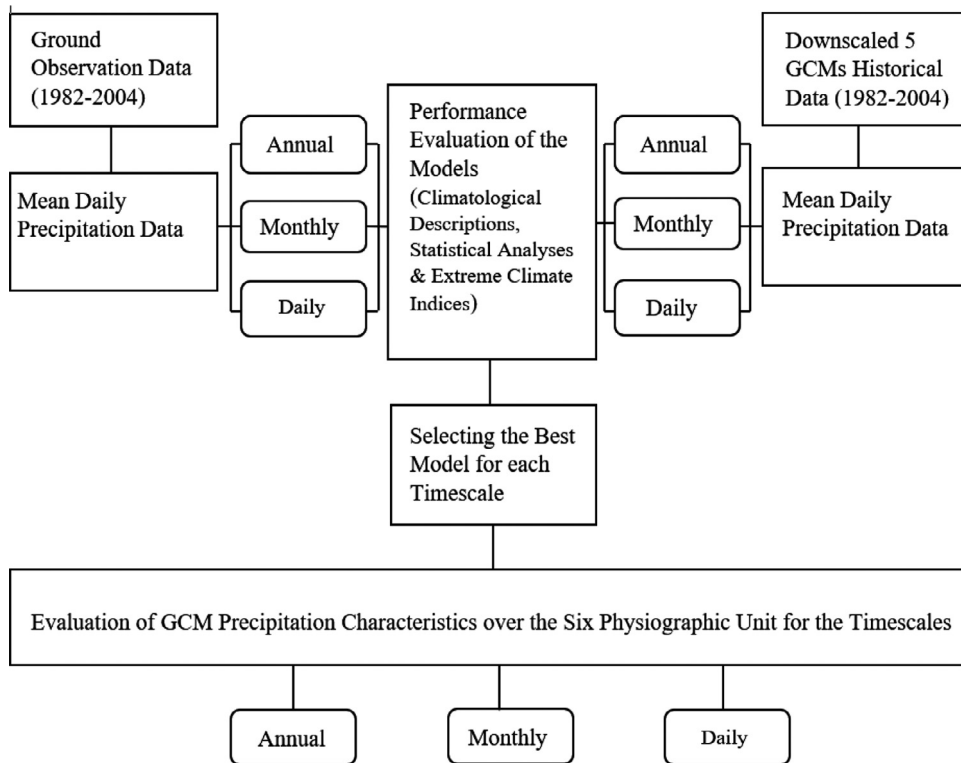 Ground
Observation Data
(1982-2004)
Mean Daily
Precipitation Data
Annual
Monthly
Daily
Performance
Evaluation of the
Models
(Climatological
Descriptions,
Statistical Analyses
& Extreme Climate
Indices)
Annual
Monthly
Daily
Downscaled 5
GCMs Historical
Data (1982-2004)
Mean Daily
Precipitation Data
Selecting the Best
Model for each
Timescale
Evaluation of GCM Precipitation Characteristics over the Six Physiographic Unit for the Timescales
Annual
Monthly
Daily